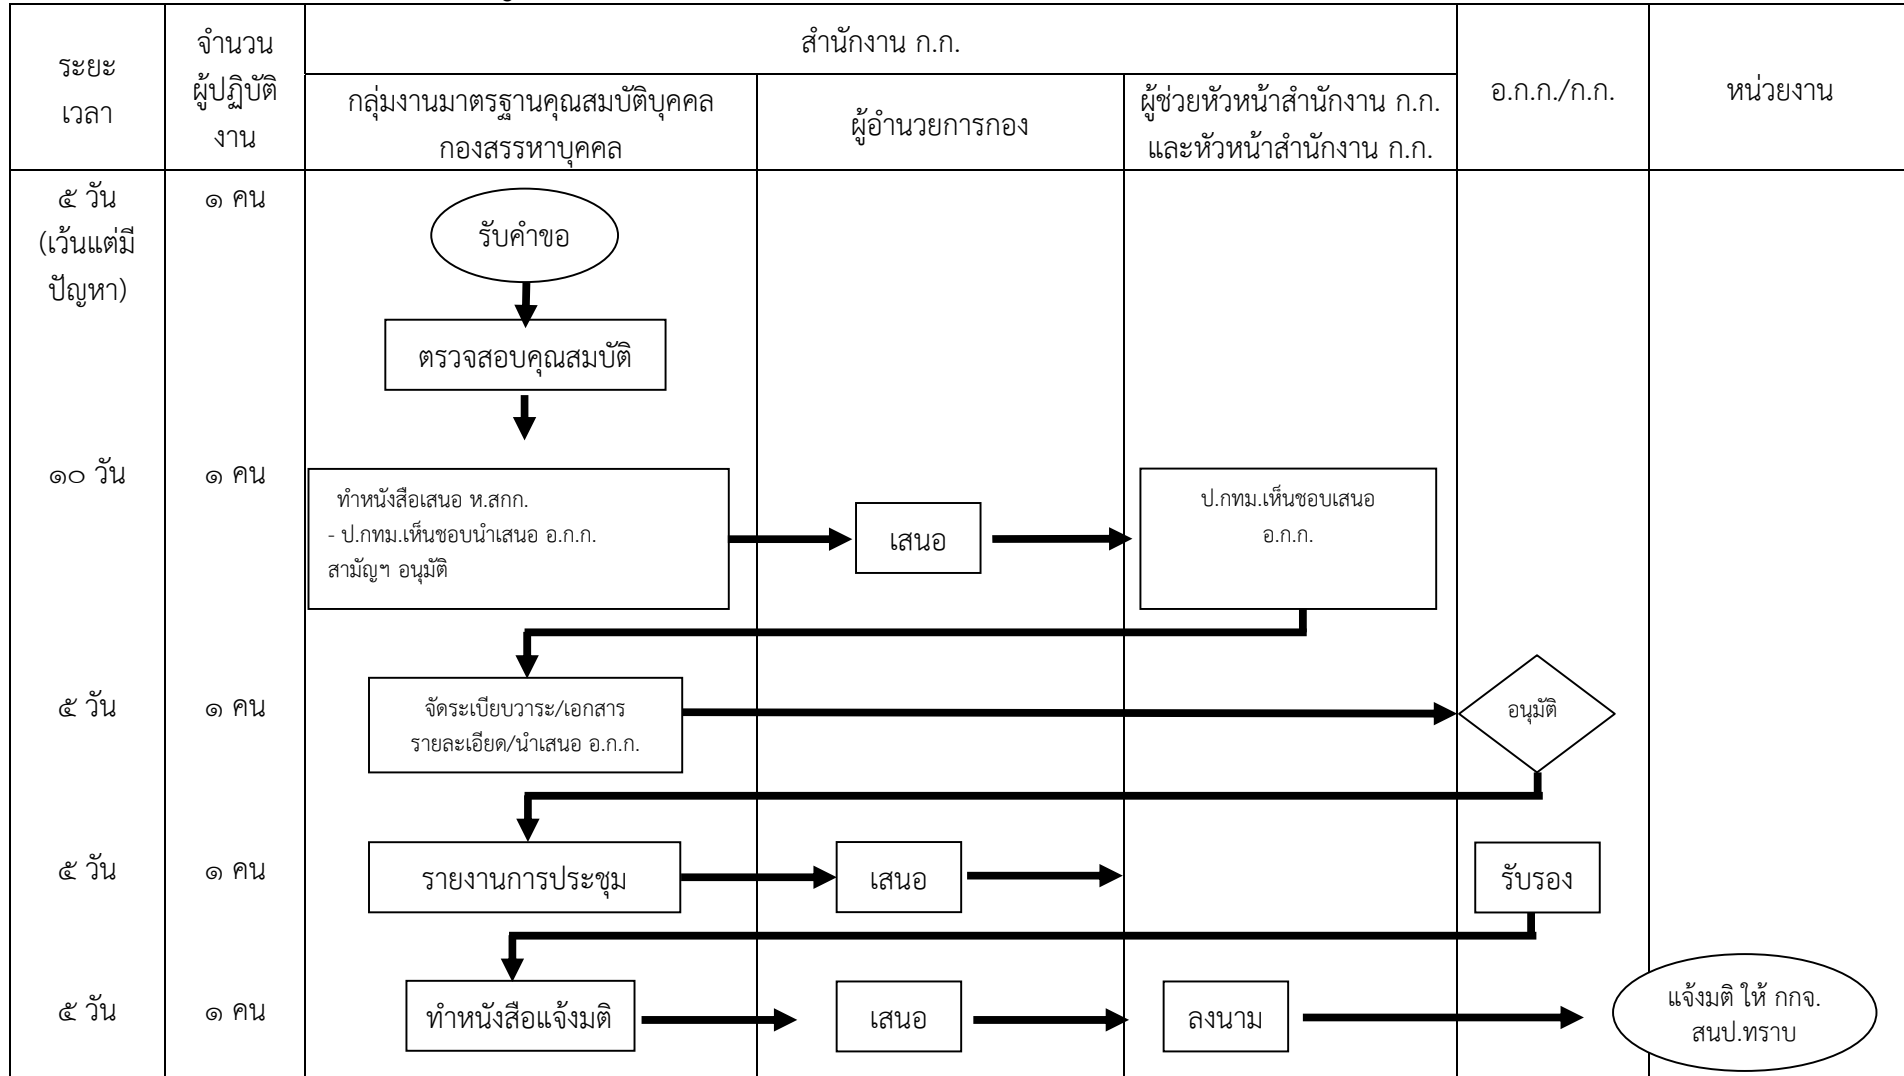 ระยะ
เวลา
จำนวน
ผู้ปฏิบัติ
งาน
สำนักงาน ก.ก.
กลุ่มงานมาตรฐานคุณสมบัติบุคคล
กองสรรหาบุคคล
ผู้อำนวยการกอง
ผู้ช่วยหัวหน้าสำนักงาน ก.ก.
และหัวหน้าสำนักงาน ก.ก.
อ.ก.ก./ก.ก.
หน่วยงาน
๕ วัน
(เว้นแต่มี
ปัญหา)
๑ คน
รับคำขอ
ตรวจสอบคุณสมบัติ
๑๐ วัน
๑ คน
ทำหนังสือเสนอ ห.สกก.
- ป.กทม.เห็นชอบนำเสนอ อ.ก.ก.
สามัญฯ อนุมัติ
เสนอ
ป.กทม.เห็นชอบเสนอ
อ.ก.ก.
๕ วัน
๑ คน
จัดระเบียบวาระ/เอกสาร
รายละเอียด/นำเสนอ อ.ก.ก.
อนุมัติ
๕ วัน
๑ คน
รายงานการประชุม
เสนอ
รับรอง
๕ วัน
๑ คน
ทำหนังสือแจ้งมติ
เสนอ
ลงนาม
แจ้งมติ ให้ กกจ.
สนป.ทราบ